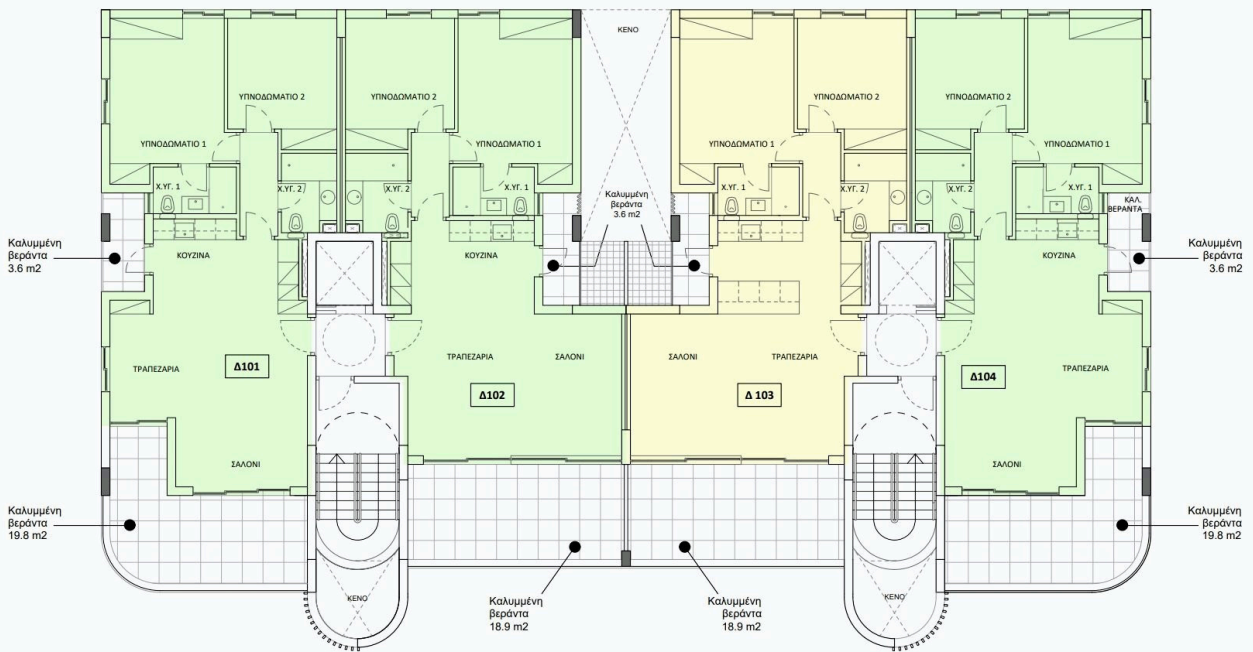 ΚΕΝΟ
ΥΠΝΟΔΩΜΑΤΙΟ 2
ΥΠΝΟΔΩΜΑΤΙΟ 2
ΥΠΝΟΔΩΜΑΤΙΟ 2
ΥΠΝΟΔΩΜΑΤΙΟ 2
ΥΠΝΟΔΩΜΑΤΙΟ 1
ΥΠΝΟΔΩΜΑΤΙΟ 1
ΥΠΝΟΔΩΜΑΤΙΟ 1
ΥΠΝΟΔΩΜΑΤΙΟ 1
Χ.ΥΓ. 1
Χ.ΥΓ. 2
Χ.ΥΓ. 2
Χ.ΥΓ. 1
Καλυμμένη
βεράντα
3.6 m2
Χ.ΥΓ. 1
Χ.ΥΓ. 2
Χ.ΥΓ. 2
Χ.ΥΓ. 1
ΚΑΛ.
ΒΕΡΑΝΤΑ
Καλυμμένη
βεράντα
3.6 m2
ΚΟΥΖΙΝΑ
ΚΟΥΖΙΝΑ
ΚΟΥΖΙΝΑ
ΚΟΥΖΙΝΑ
Καλυμμένη
βεράντα
3.6 m2
ΤΡΑΠΕΖΑΡΙΑ
Δ101
ΤΡΑΠΕΖΑΡΙΑ
ΣΑΛΟΝΙ
Δ102
ΣΑΛΟΝΙ
ΤΡΑΠΕΖΑΡΙΑ
Δ 103
Δ104
ΤΡΑΠΕΖΑΡΙΑ
ΣΑΛΟΝΙ
ΣΑΛΟΝΙ
Καλυμμένη
βεράντα
19.8 m2
Καλυμμένη
βεράντα
19.8 m2
ΚΕΝΟ
Καλυμμένη
βεράντα
18.9 m2
Καλυμμένη
βεράντα
18.9 m2
ΚΕΝΟ